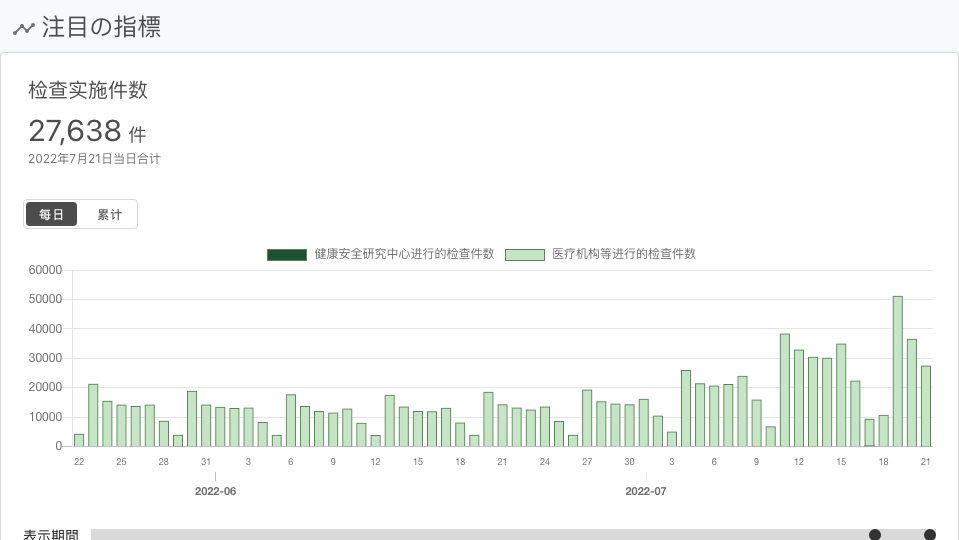 注目の指標
检查实施件数
27,638 件
2022年7月21日当日合计
每日 累计
健康安全研究中心进行的检查件数 医疗机构等进行的检查件数
60000
50000
40000
30000
20000
10000
0
22 25 28 31 3 6 9 12 15 18 21 24 27 30 3 6 9 12 15 18 21
2022-06 2022-07
表示期間